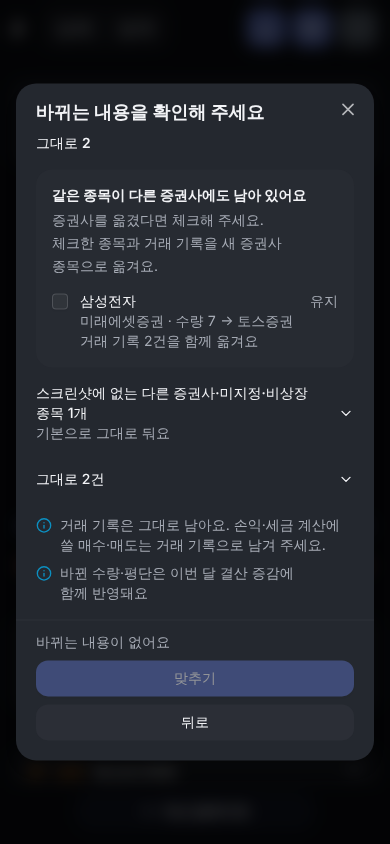 바뀌는 내용을 확인해 주세요
그대로 2
같은 종목이 다른 증권사에도 남아 있어요
증권사를 옮겼다면 체크해 주세요.
체크한 종목과 거래 기록을 새 증권사
종목으로 옮겨요.
삼성전자 유지
미래에셋증권 · 수량 7 → 토스증권
거래 기록 2건을 함께 옮겨요
스크린샷에 없는 다른 증권사·미지정·비상장
종목 1개
기본으로 그대로 둬요
그대로 2건
거래 기록은 그대로 남아요. 손익·세금 계산에
쓸 매수·매도는 거래 기록으로 남겨 주세요.
바뀐 수량·평단은 이번 달 결산 증감에
함께 반영돼요
바뀌는 내용이 없어요
맞추기
뒤로